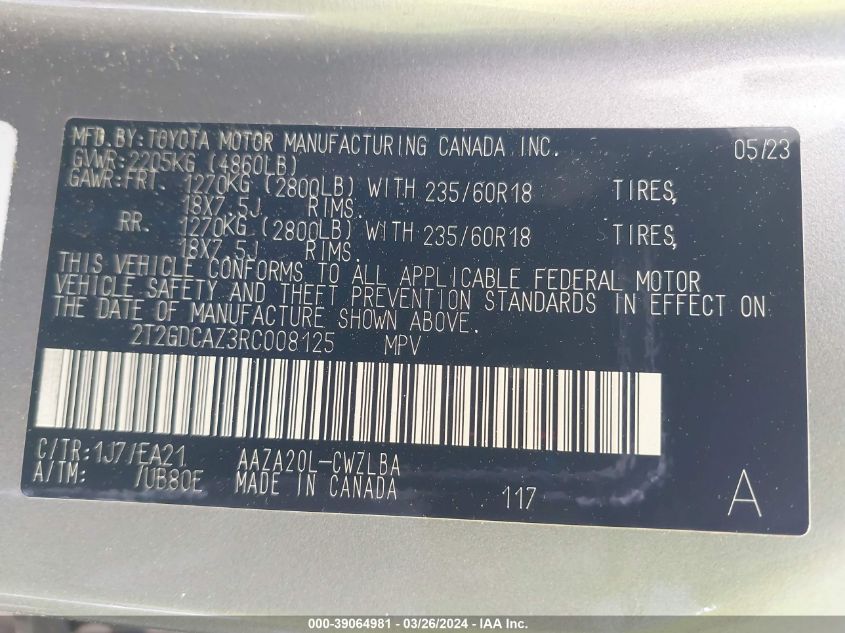 MFD.BY:TOYOTA MOTOR MANUFACTURING CANADA INC. 05/23
GVWR:2205KG (4860LB)
GAWR:FRT. 1270KG (2800LB) WITH 235/60R18 TIRES,
18X7.5J RIMS.
RR. 1270KG (2800LB) WITH 235/60R18 TIRES,
18X7.5J RIMS.
THIS VEHICLE CONFORMS TO ALL APPLICABLE FEDERAL MOTOR
VEHICLE SAFETY AND THEFT PREVENTION STANDARDS IN EFFECT ON
THE DATE OF MANUFACTURE SHOWN ABOVE.
2T2GDCAZ3RC008125 MPV
C/TR:1J7/EA21 AAZA20L-CWZLBA
A/TM: /UB80E MADE IN CANADA 117 A
000-39064981 / 03/26/2024 - IAA Inc.